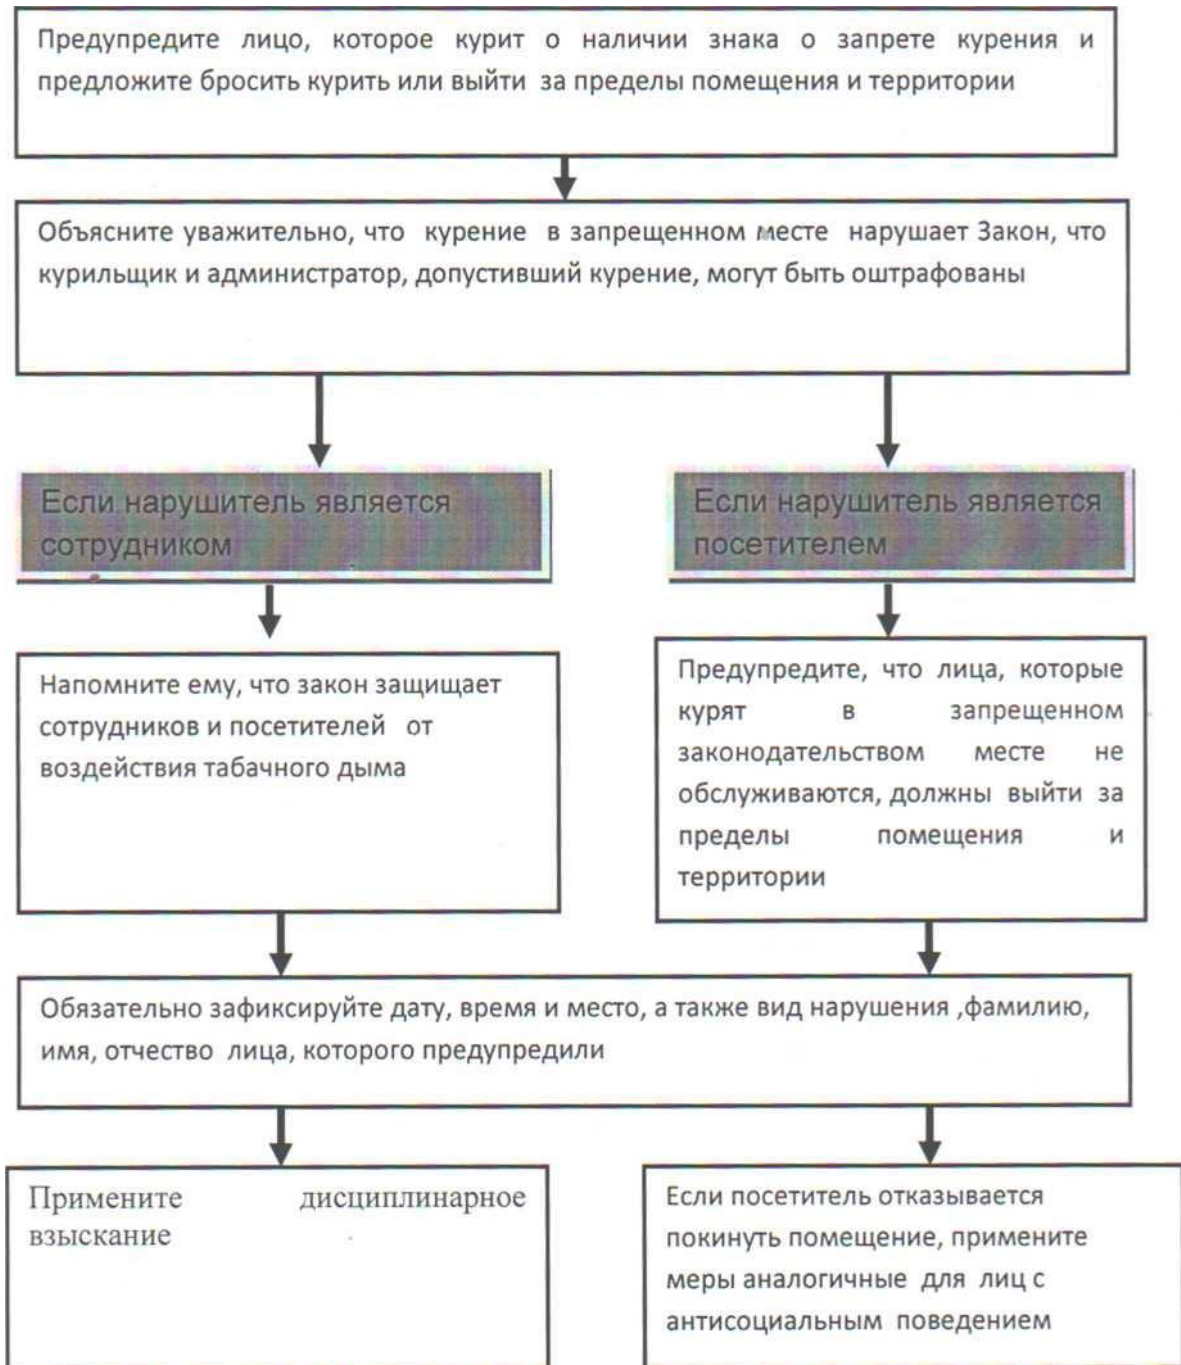 Предупредите лицо, которое курит о наличии знака о запрете курения и
предложите бросить курить или выйти за пределы помещения и территории
Объясните уважительно, что курение в запрещенном месте нарушает Закон, что
курильщик и администратор, допустивший курение, могут быть оштрафованы
Если нарушитель является
сотрудником
Если нарушитель является
посетителем
Напомните ему, что закон защищает
сотрудников и посетителей от
воздействия табачного дыма
Предупредите, что лица, которые
курят в запрещенном
законодательством месте не
обслуживаются, должны выйти за
пределы помещения и
территории
Обязательно зафиксируйте дату, время и место, а также вид нарушения ,фамилию,
имя, отчество лица, которого предупредили
Примените дисциплинарное
взыскание
Если посетитель отказывается
покинуть помещение, примените
меры аналогичные для лиц с
антисоциальным поведением